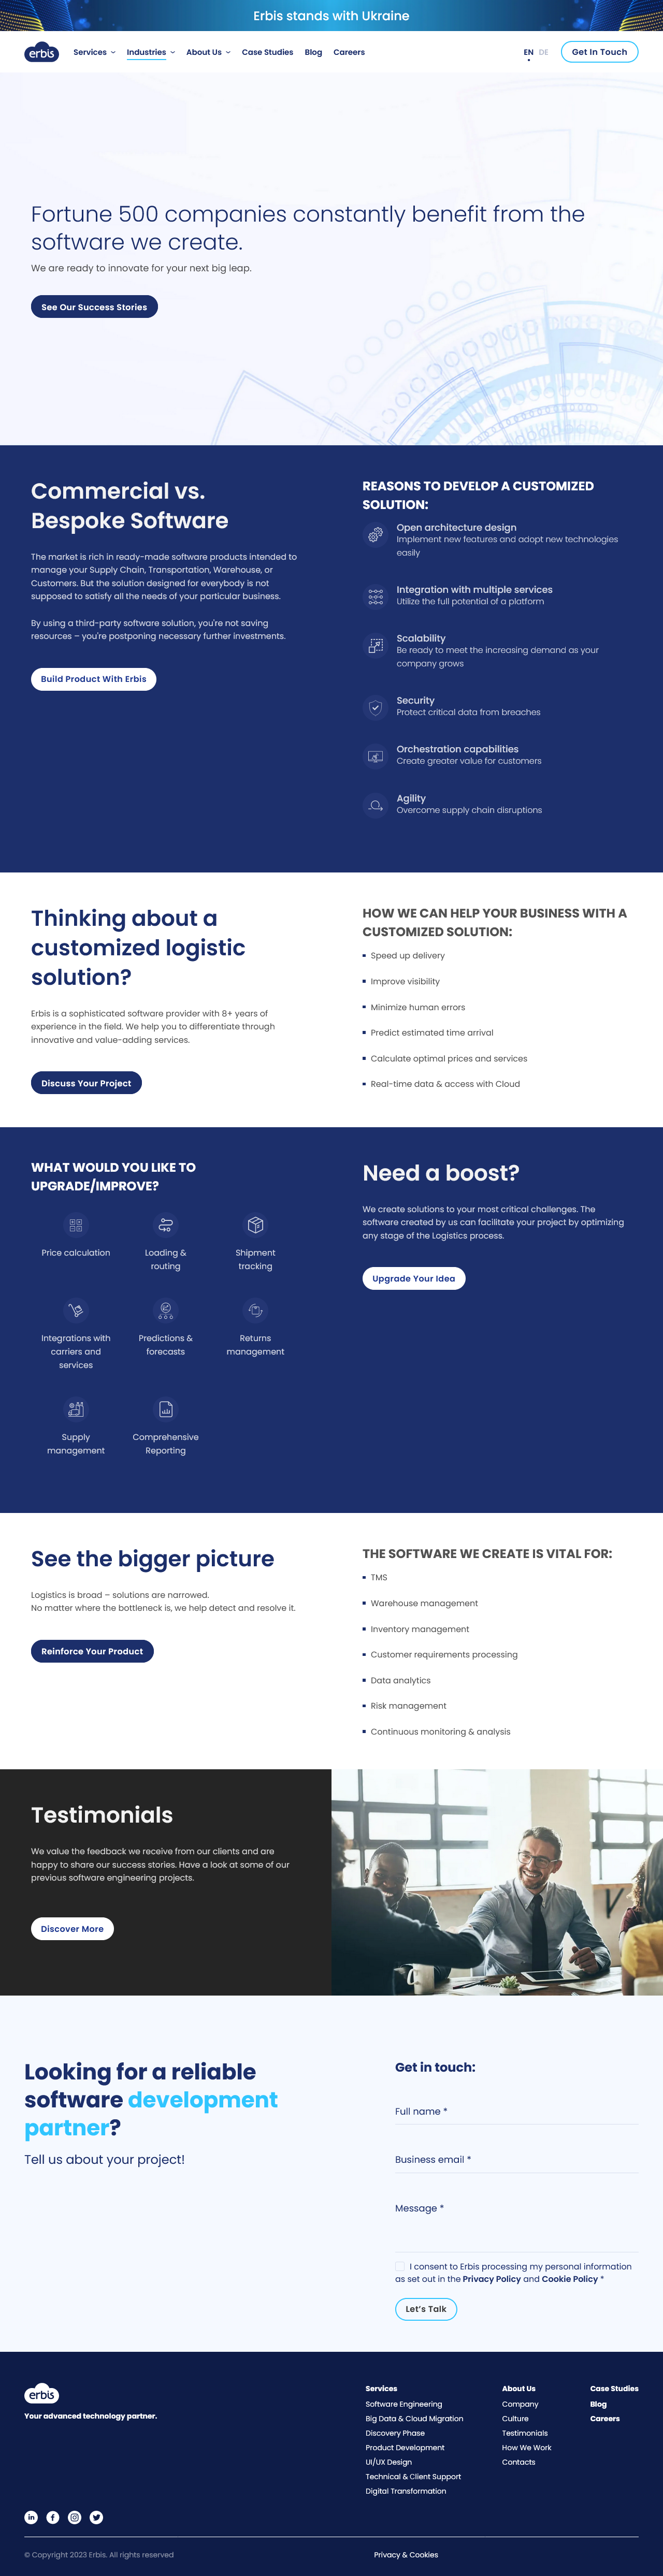 Erbis stands with Ukraine
erbis
Services
Industries
About Us
Case Studies
Blog
Careers
EN DE
Get In Touch
Fortune 500 companies constantly benefit from the
software we create.
We are ready to innovate for your next big leap.
See Our Success Stories
Commercial vs.
Bespoke Software
The market is rich in ready-made software products intended to
manage your Supply Chain, Transportation, Warehouse, or
Customers. But the solution designed for everybody is not
supposed to satisfy all the needs of your particular business.
By using a third-party software solution, you're not saving
resources – you're postponing necessary further investments.
Build Product With Erbis
REASONS TO DEVELOP A CUSTOMIZED
SOLUTION:
Open architecture design
Implement new features and adopt new technologies
easily
Integration with multiple services
Utilize the full potential of a platform
Scalability
Be ready to meet the increasing demand as your
company grows
Security
Protect critical data from breaches
Orchestration capabilities
Create greater value for customers
Agility
Overcome supply chain disruptions
Thinking about a
customized logistic
solution?
Erbis is a sophisticated software provider with 8+ years of
experience in the field. We help you to differentiate through
innovative and value-adding services.
Discuss Your Project
HOW WE CAN HELP YOUR BUSINESS WITH A
CUSTOMIZED SOLUTION:
Speed up delivery
Improve visibility
Minimize human errors
Predict estimated time arrival
Calculate optimal prices and services
Real-time data & access with Cloud
WHAT WOULD YOU LIKE TO
UPGRADE/IMPROVE?
Price calculation
Loading &
routing
Shipment
tracking
Integrations with
carriers and
services
Predictions &
forecasts
Returns
management
Supply
management
Comprehensive
Reporting
Need a boost?
We create solutions to your most critical challenges. The
software created by us can facilitate your project by optimizing
any stage of the Logistics process.
Upgrade Your Idea
See the bigger picture
Logistics is broad – solutions are narrowed.
No matter where the bottleneck is, we help detect and resolve it.
Reinforce Your Product
THE SOFTWARE WE CREATE IS VITAL FOR:
TMS
Warehouse management
Inventory management
Customer requirements processing
Data analytics
Risk management
Continuous monitoring & analysis
Testimonials
We value the feedback we receive from our clients and are
happy to share our success stories. Have a look at some of our
previous software engineering projects.
Discover More
Looking for a reliable
software development
partner?
Tell us about your project!
Get in touch:
Full name *
Business email *
Message *
I consent to Erbis processing my personal information
as set out in the Privacy Policy and Cookie Policy *
Let's Talk
erbis
Your advanced technology partner.
Services
Software Engineering
Big Data & Cloud Migration
Discovery Phase
Product Development
UI/UX Design
Technical & Client Support
Digital Transformation
About Us
Company
Culture
Testimonials
How We Work
Contacts
Case Studies
Blog
Careers
© Copyright 2023 Erbis. All rights reserved
Privacy & Cookies